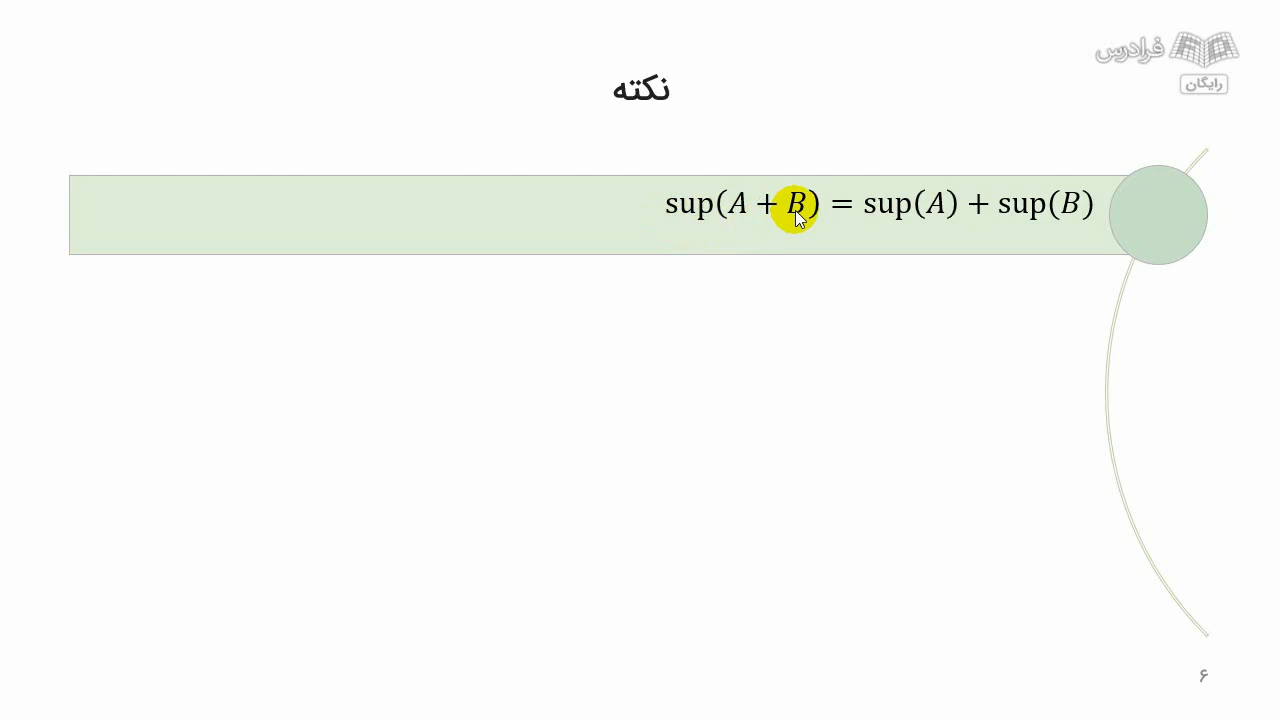 فرادرس
رایگان
نکته
sup(A + B) = sup(A) + sup(B)
۶